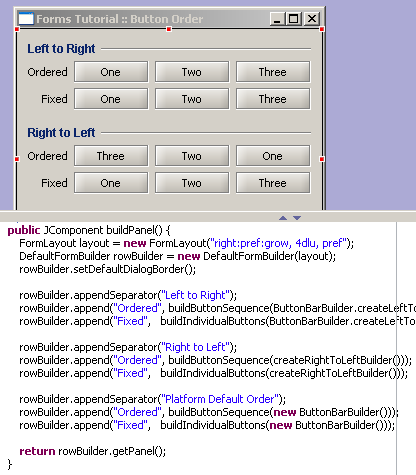 Forms Tutorial :: Button Order
Left to Right
Ordered One Two Three
Fixed One Two Three
Right to Left
Ordered Three Two One
Fixed One Two Three
public JComponent buildPanel() {
FormLayout layout = new FormLayout("right:pref:grow, 4dlu, pref");
DefaultFormBuilder rowBuilder = new DefaultFormBuilder(layout);
rowBuilder.setDefaultDialogBorder();
rowBuilder.appendSeparator("Left to Right");
rowBuilder.append("Ordered", buildButtonSequence(ButtonBarBuilder.createLeftTo
rowBuilder.append("Fixed",   buildIndividualButtons(ButtonBarBuilder.createLeftT
rowBuilder.appendSeparator("Right to Left");
rowBuilder.append("Ordered", buildButtonSequence(createRightToLeftBuilder()));
rowBuilder.append("Fixed",   buildIndividualButtons(createRightToLeftBuilder()));
rowBuilder.appendSeparator("Platform Default Order");
rowBuilder.append("Ordered", buildButtonSequence(new ButtonBarBuilder()));
rowBuilder.append("Fixed",   buildIndividualButtons(new ButtonBarBuilder()));
return rowBuilder.getPanel();
}